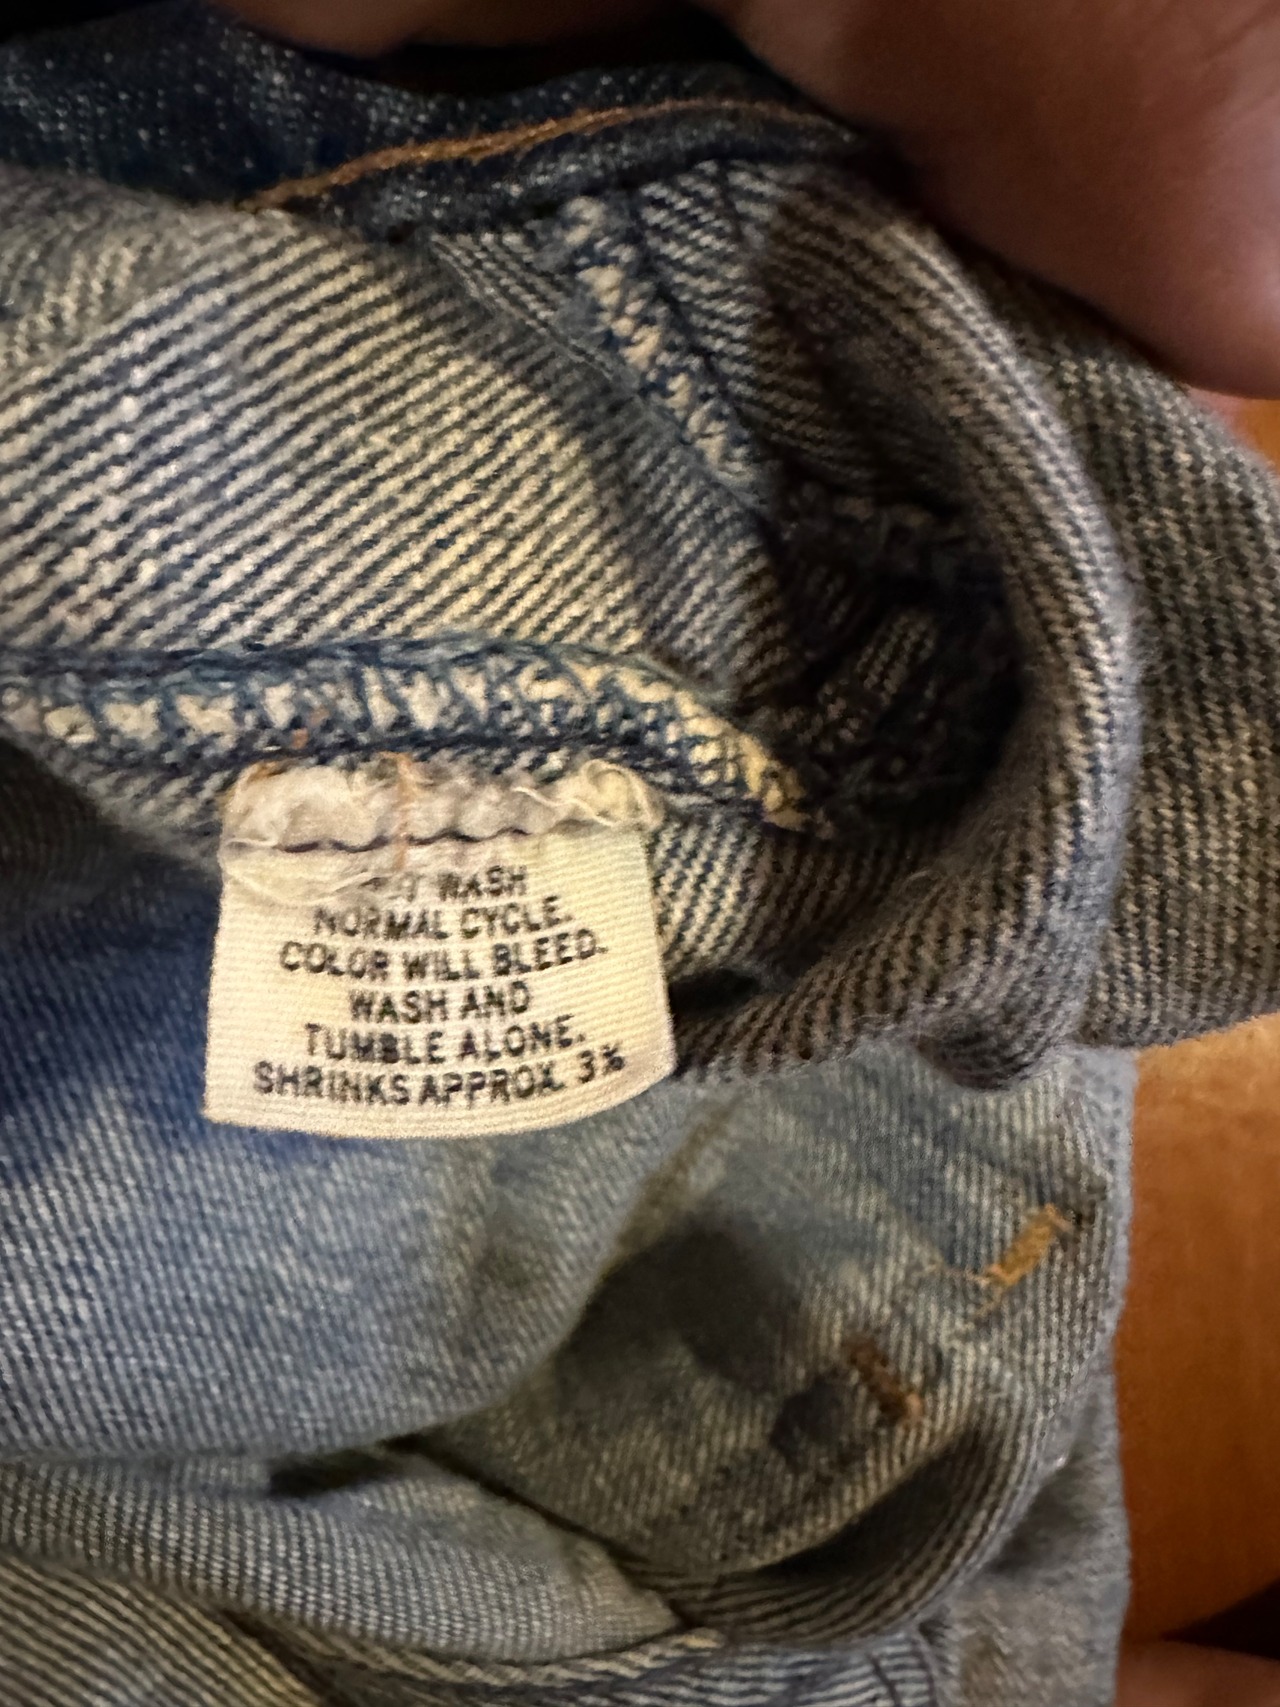 WASH
NORMAL CYCLE.
COLOR WILL BLEED.
WASH AND
TUMBLE ALONE.
SHRINKS APPROX. 3%